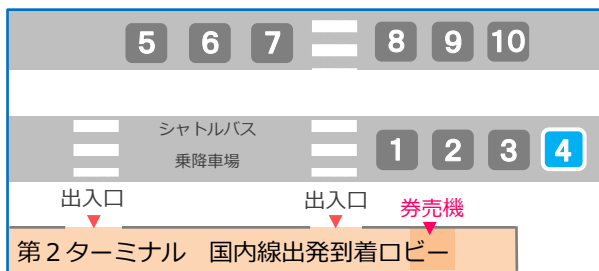 5 6 7 8 9 10
シャトルバス
乗降車場
1 2 3 4
出入口 出入口 券売機
第2ターミナル 国内線出発到着ロビー